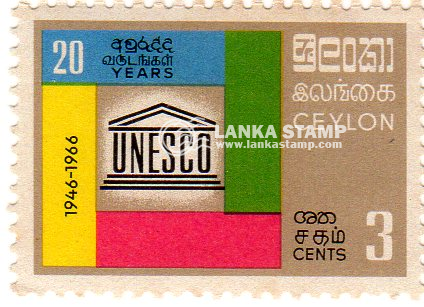 20
අවුරුද්ද
வருடங்கள்
YEARS
ශ්‍රී ලංකා
இலங்கை
CEYLON
1946-1966
UNESCO
LANKA STAMP
www.lankastamp.com
ශත
சதம்
CENTS
3